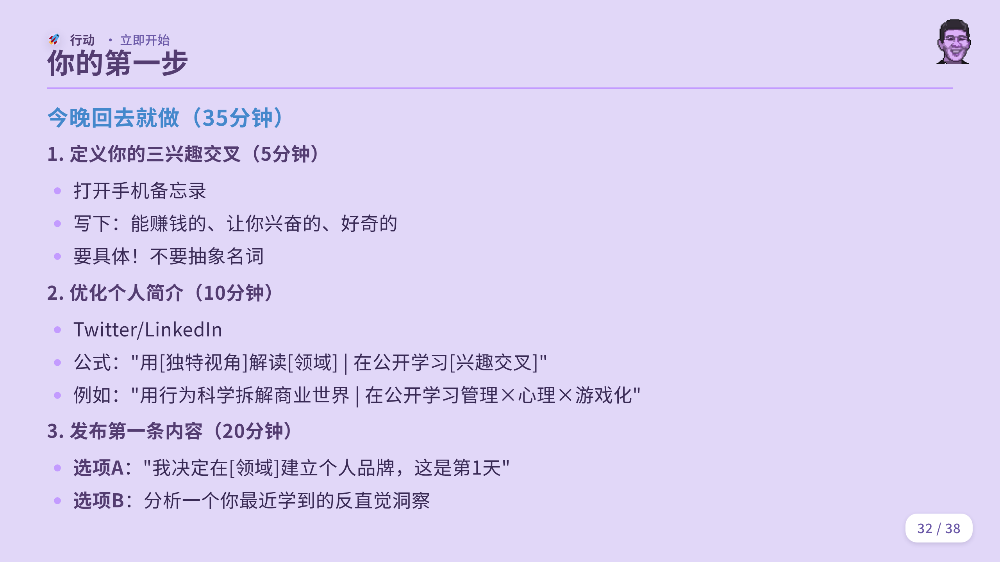 🚀 行动 • 立即开始
你的第一步
今晚回去就做（35分钟）
1. 定义你的三兴趣交叉（5分钟）
打开手机备忘录
写下：能赚钱的、让你兴奋的、好奇的
要具体！不要抽象名词
2. 优化个人简介（10分钟）
Twitter/LinkedIn
公式："用[独特视角]解读[领域] | 在公开学习[兴趣交叉]"
例如："用行为科学拆解商业世界 | 在公开学习管理×心理×游戏化"
3. 发布第一条内容（20分钟）
选项A："我决定在[领域]建立个人品牌，这是第1天"
选项B：分析一个你最近学到的反直觉洞察
32 / 38